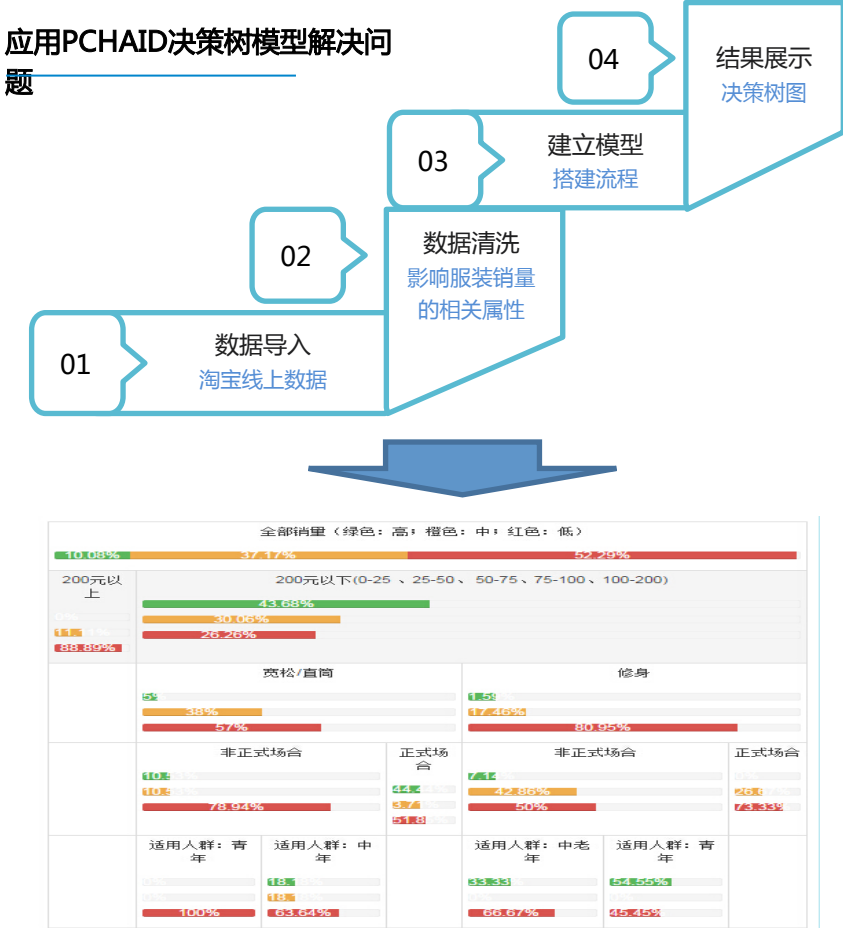 应用PCHAID决策树模型解决问
题
04
结果展示
决策树图
03
建立模型
搭建流程
02
数据清洗
影响服装销量
的相关属性
01
数据导入
淘宝线上数据
全部销量（绿色：高；橙色：中；红色：低）
10.08% 37.17% 52.29%
200元以
上
200元以下(0-25 、25-50、 50-75、75-100、100-200)
43.68%
0% 30.06%
26.26%
88.89%
宽松/直筒 修身
5%
38% 17.46%
57% 80.95%
非正式场合 正式场
合
非正式场合 正式场合
42.86%
78.94% 50% 73.33%
适用人群：青
年
适用人群：中
年
适用人群：中老
年
适用人群：青
年
33.33% 54.55%
100% 63.64% 66.67% 45.45%